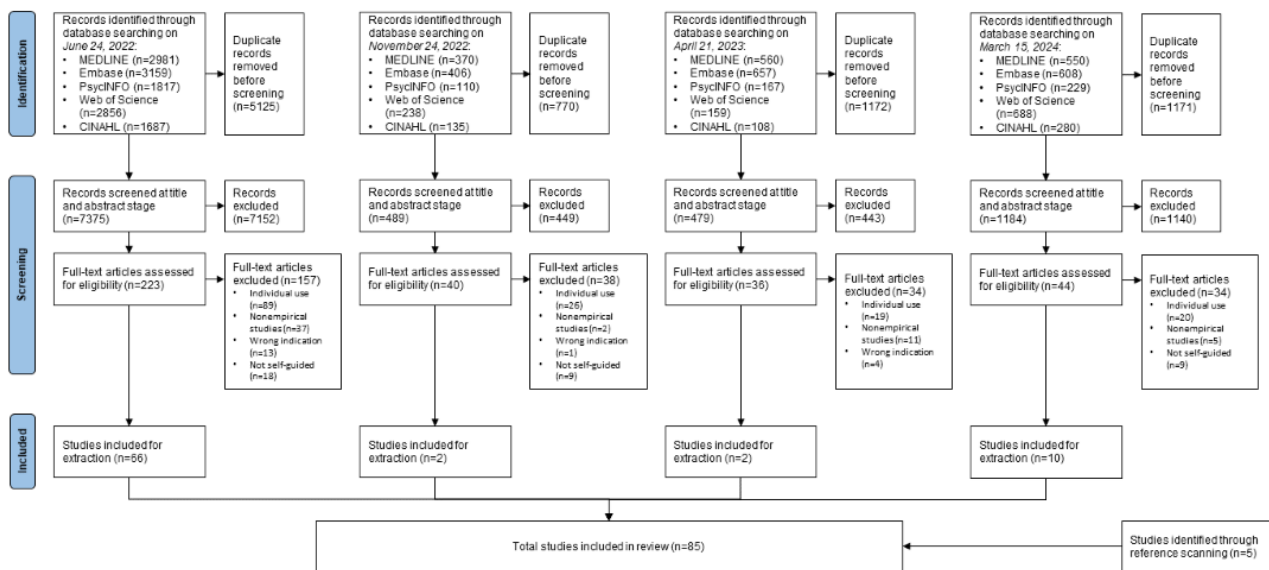 Identification
Records identified through
database searching on
June 24, 2022:
• MEDLINE (n=2981)
• Embase (n=3159)
• PsycINFO (n=1817)
• Web of Science
(n=2856)
• CINAHL (n=1687)
Duplicate
records
removed
before
screening
(n=5125)
Records identified through
database searching on
November 24, 2022:
• MEDLINE (n=370)
• Embase (n=406)
• PsycINFO (n=110)
• Web of Science
(n=238)
• CINAHL (n=135)
Duplicate
records
removed
before
screening
(n=770)
Records identified through
database searching on
April 21, 2023:
• MEDLINE (n=560)
• Embase (n=657)
• PsycINFO (n=167)
• Web of Science
(n=159)
• CINAHL (n=108)
Duplicate
records
removed
before
screening
(n=1172)
Records identified through
database searching on
March 15, 2024:
• MEDLINE (n=550)
• Embase (n=608)
• PsycINFO (n=229)
• Web of Science
(n=688)
• CINAHL (n=280)
Duplicate
records
removed
before
screening
(n=1171)
Screening
Records screened at title
and abstract stage
(n=7375)
Records
excluded
(n=7152)
Records screened at title
and abstract stage
(n=489)
Records
excluded
(n=449)
Records screened at title
and abstract stage
(n=479)
Records
excluded
(n=443)
Records screened at title
and abstract stage
(n=1184)
Records
excluded
(n=1140)
Full-text articles assessed
for eligibility (n=223)
Full-text articles
excluded (n=157)
• Individual use
(n=89)
• Nonempirical
studies (n=37)
• Wrong indication
(n=13)
• Not self-guided
(n=18)
Full-text articles assessed
for eligibility (n=40)
Full-text articles
excluded (n=38)
• Individual use
(n=26)
• Nonempirical
studies (n=2)
• Wrong indication
(n=1)
• Not self-guided
(n=9)
Full-text articles assessed
for eligibility (n=36)
Full-text articles
excluded (n=34)
• Individual use
(n=19)
• Nonempirical
studies (n=11)
• Wrong indication
(n=4)
Full-text articles assessed
for eligibility (n=44)
Full-text articles
excluded (n=34)
• Individual use
(n=20)
• Nonempirical
studies (n=5)
• Not self-guided
(n=9)
Included
Studies included for
extraction (n=66)
Studies included for
extraction (n=2)
Studies included for
extraction (n=2)
Studies included for
extraction (n=10)
Total studies included in review (n=85)
Studies identified through
reference scanning (n=5)